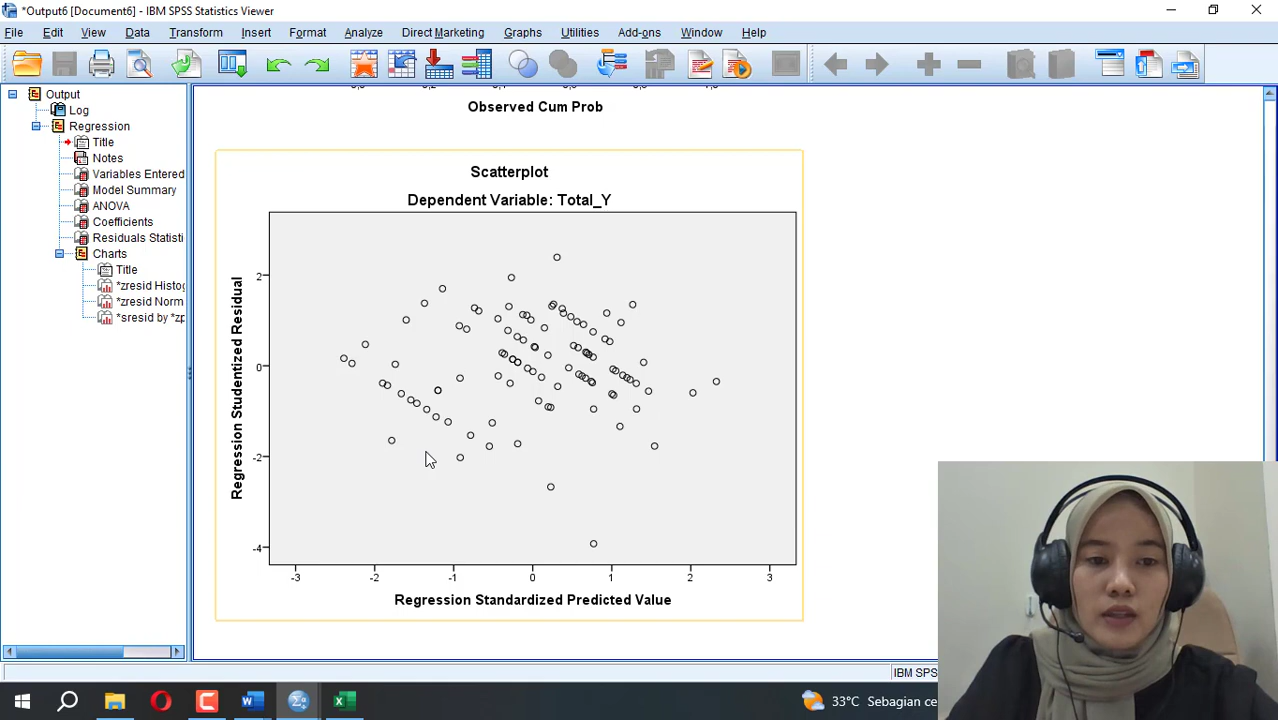 *Output6 [Document6] - IBM SPSS Statistics Viewer
File Edit View Data Transform Insert Format Analyze Direct Marketing Graphs Utilities Add-ons Window Help
Output
Log
Regression
Title
Notes
Variables Entered
Model Summary
ANOVA
Coefficients
Residuals Statisti
Charts
Title
*zresid Histog
*zresid Norm
*sresid by *zp
Observed Cum Prob
Scatterplot
Dependent Variable: Total_Y
Regression Studentized Residual
2
0
-2
-4
-3 -2 -1 0 1 2 3
Regression Standardized Predicted Value
IBM SPS
33°C Sebagian ce